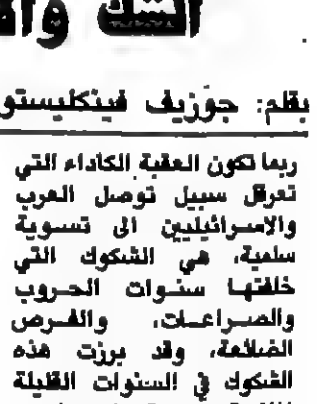 الشك وا
بقلم: جوزيف فينكليستو
ربما تكون العقبة الكأداء التي
تعرقل سبيل توصل العرب
والاسرائيليين الى تسوية
سلمية، هي الشكوك التي
خلفتها سنوات الحروب
والصراعات، والفرص
الضائعة، وقد برزت هذه
الشكوك في السنوات القليلة